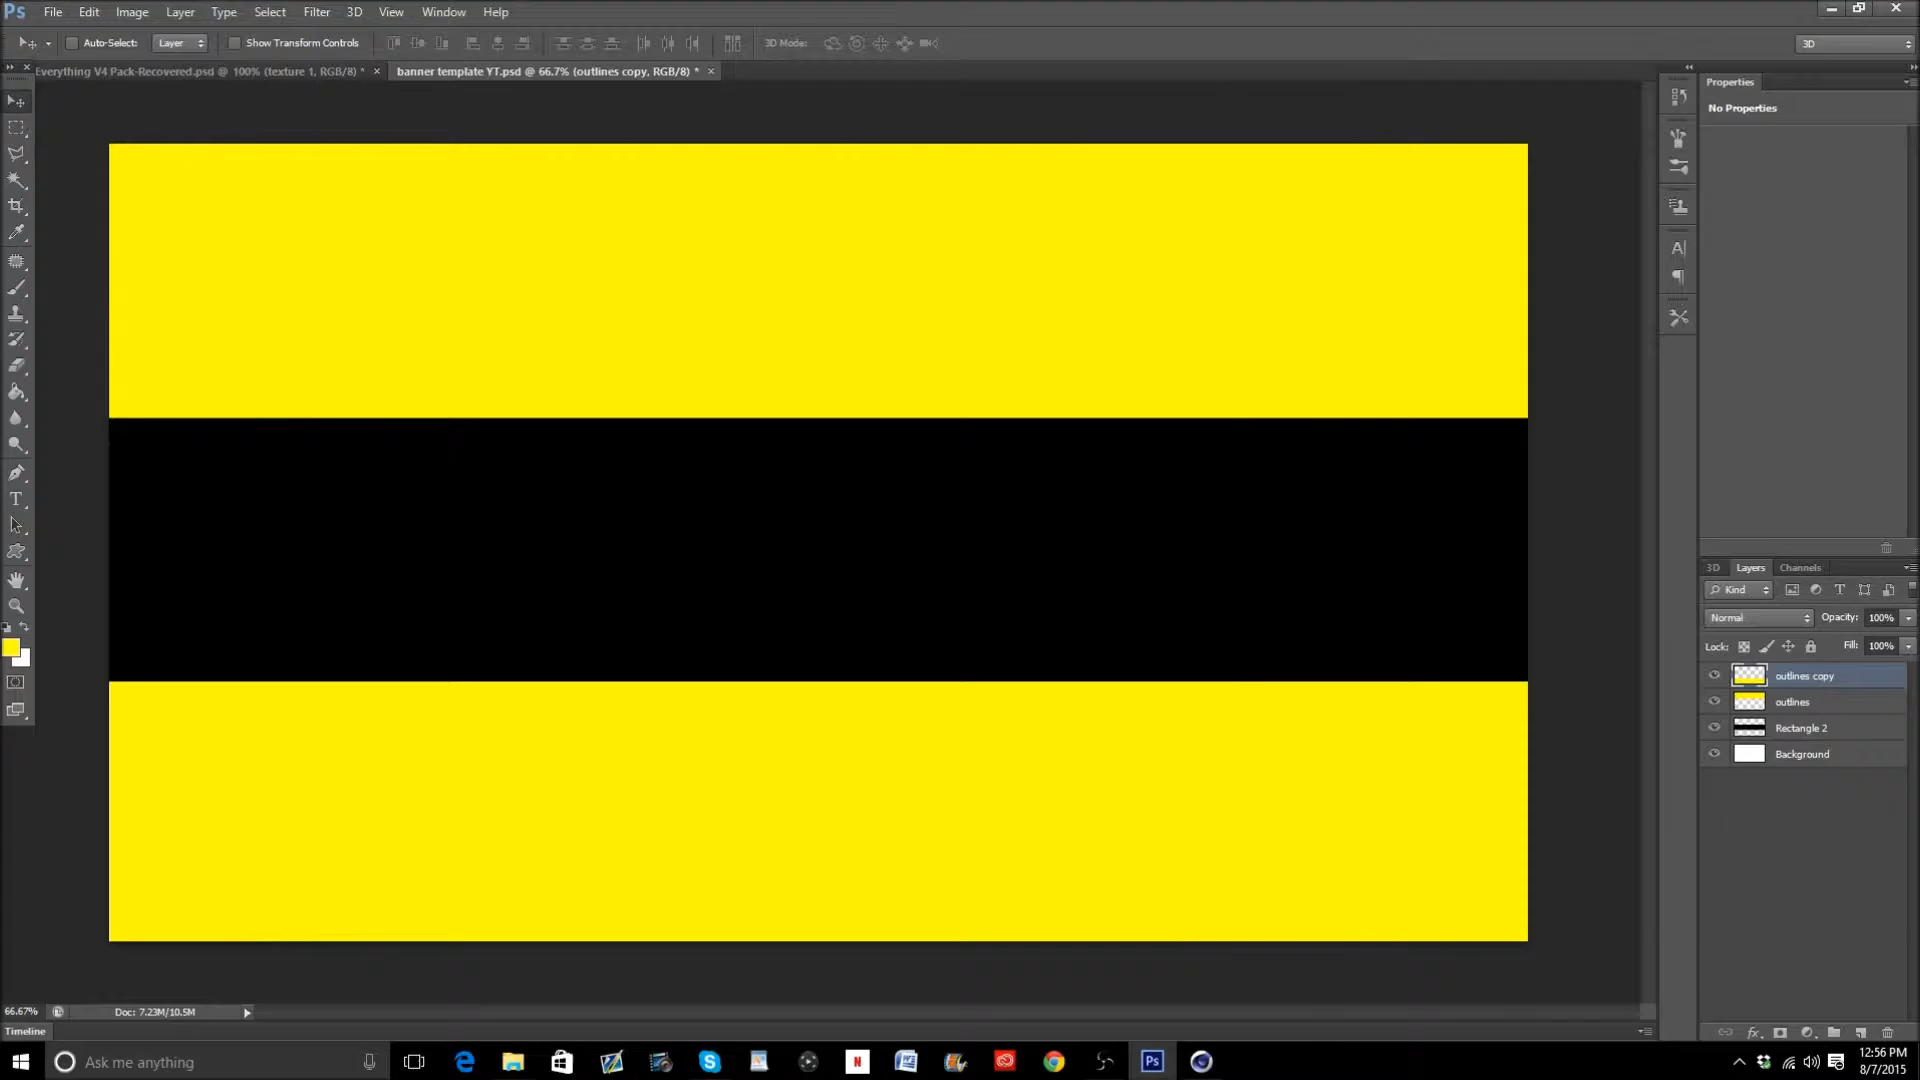 Ps File Edit Image Layer Type Select Filter 3D View Window Help
Auto-Select: Layer Show Transform Controls 3D Mode: 3D
Everything V4 Pack-Recovered.psd @ 100% (texture 1, RGB/8) * × banner template YT.psd @ 66.7% (outlines copy, RGB/8) * ×
Properties
No Properties
T
A
3D Layers Channels
Kind T
Normal Opacity: 100%
Lock: Fill: 100%
outlines copy
outlines
Rectangle 2
Background
66.67% Doc: 7.23M/10.5M
fx
Timeline
Ask me anything
N
Ps
12:56 PM
8/7/2015